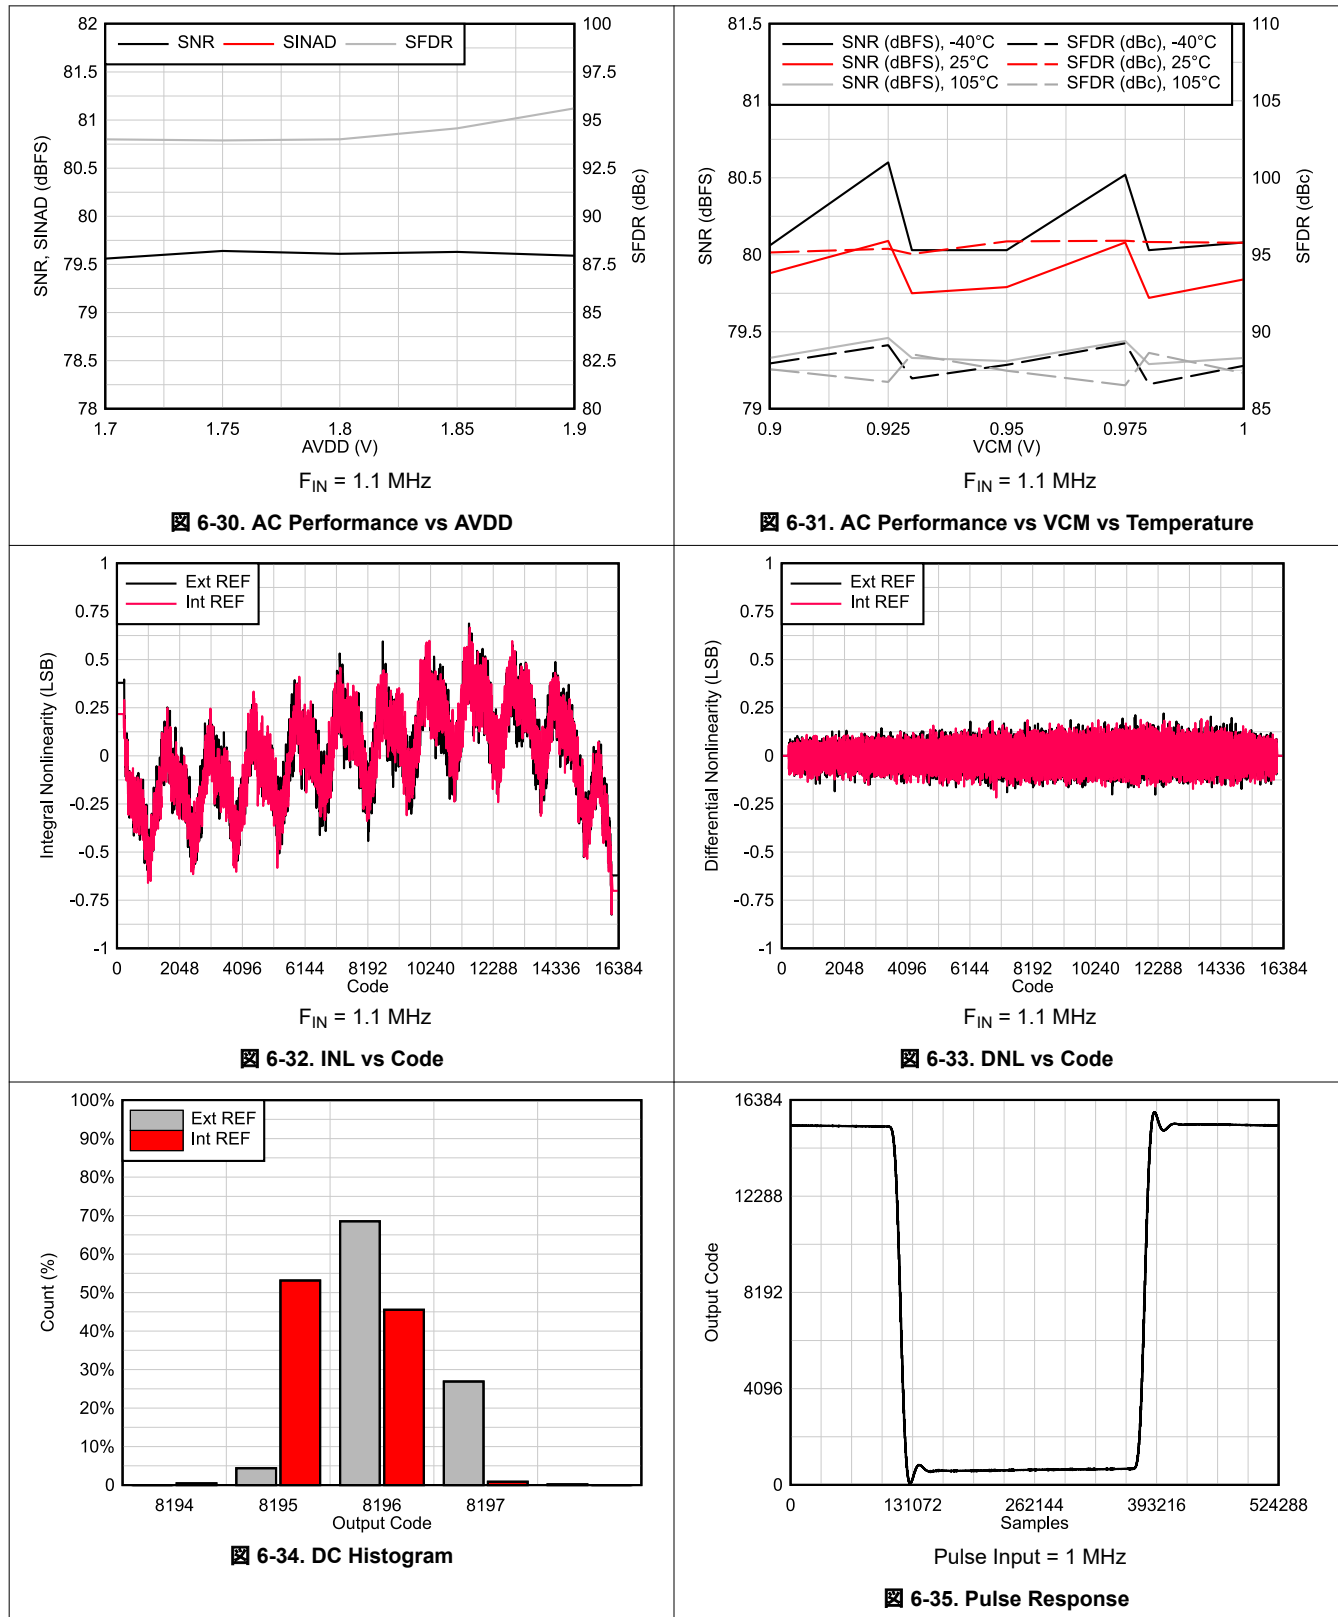 SNR SINAD SFDR
82
81.5
81
80.5
80
79.5
79
78.5
78
100
97.5
95
92.5
90
87.5
85
82.5
80
SNR, SINAD (dBFS)
SFDR (dBc)
1.7 1.75 1.8 1.85 1.9
AVDD (V)
F_IN = 1.1 MHz
図 6-30. AC Performance vs AVDD
SNR (dBFS), -40°C SFDR (dBc), -40°C
SNR (dBFS), 25°C SFDR (dBc), 25°C
SNR (dBFS), 105°C SFDR (dBc), 105°C
81.5
81
80.5
80
79.5
79
110
105
100
95
90
85
SNR (dBFS)
SFDR (dBc)
0.9 0.925 0.95 0.975 1
VCM (V)
F_IN = 1.1 MHz
図 6-31. AC Performance vs VCM vs Temperature
Ext REF
Int REF
1
0.75
0.5
0.25
0
-0.25
-0.5
-0.75
-1
Integral Nonlinearity (LSB)
0 2048 4096 6144 8192 10240 12288 14336 16384
Code
F_IN = 1.1 MHz
図 6-32. INL vs Code
Ext REF
Int REF
1
0.75
0.5
0.25
0
-0.25
-0.5
-0.75
-1
Differential Nonlinearity (LSB)
0 2048 4096 6144 8192 10240 12288 14336 16384
Code
F_IN = 1.1 MHz
図 6-33. DNL vs Code
Ext REF
Int REF
100%
90%
80%
70%
60%
50%
40%
30%
20%
10%
0
Count (%)
8194 8195 8196 8197
Output Code
図 6-34. DC Histogram
16384
12288
8192
4096
0
Output Code
0 131072 262144 393216 524288
Samples
Pulse Input = 1 MHz
図 6-35. Pulse Response